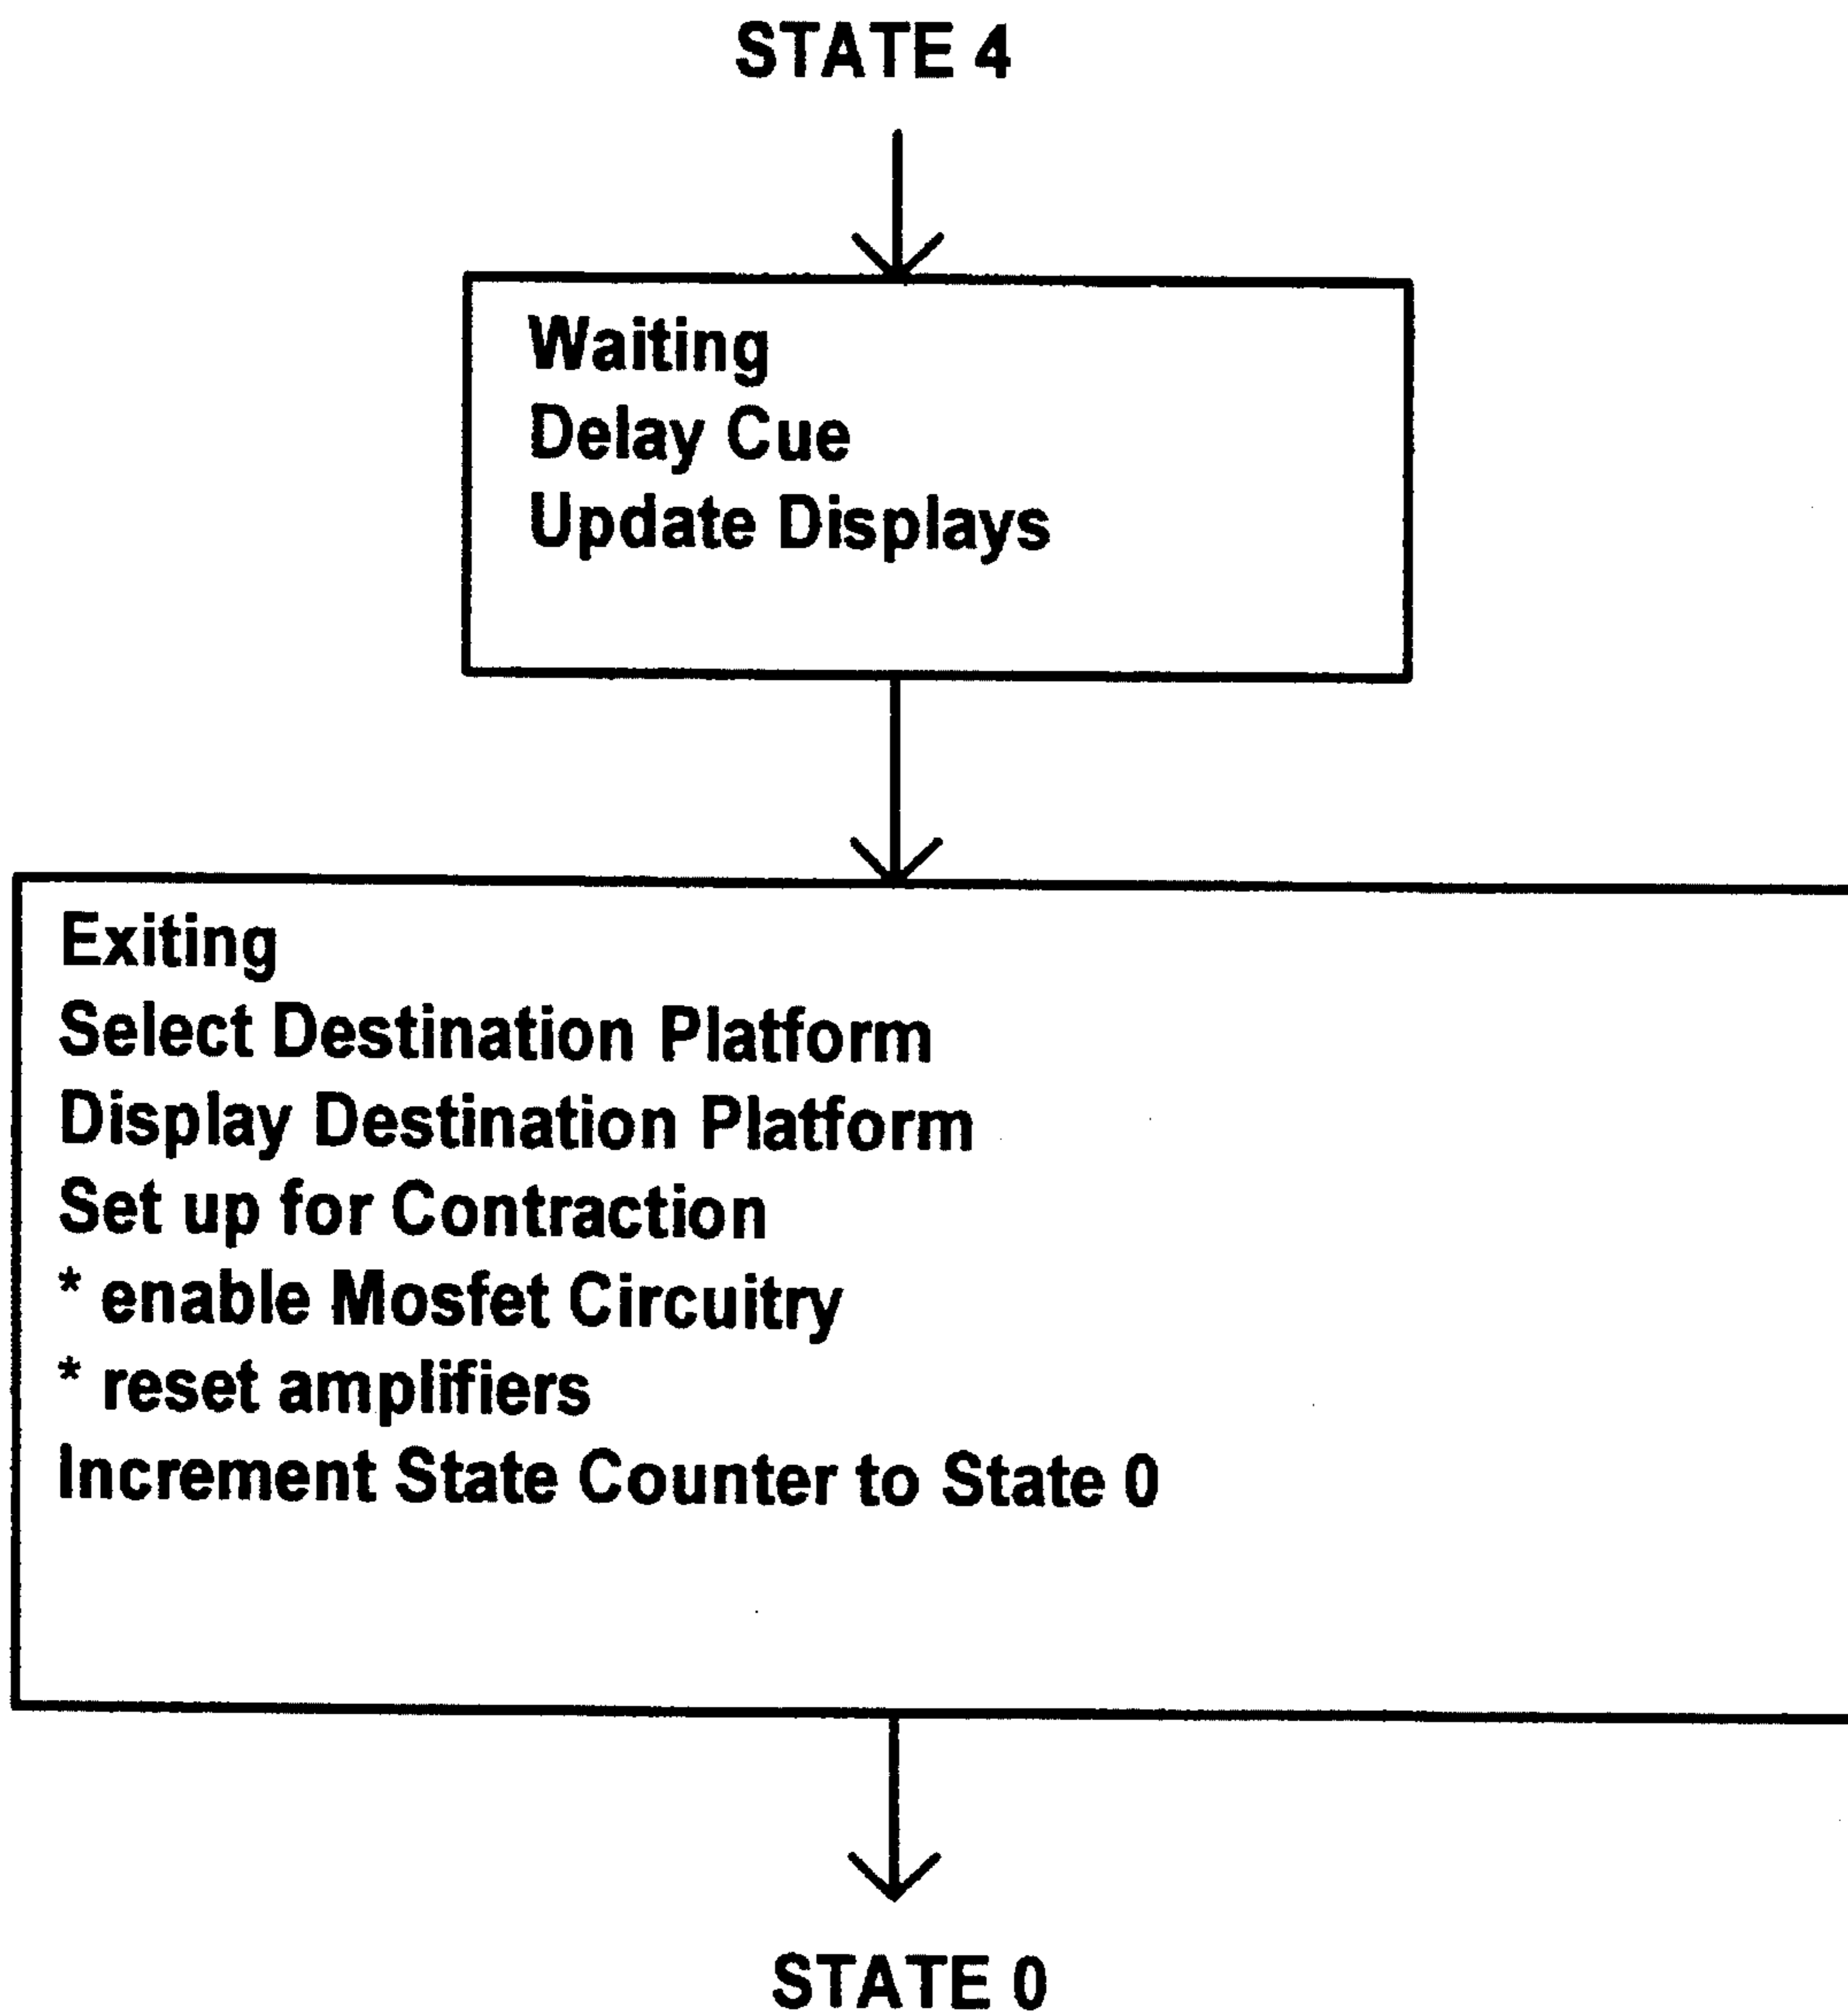 STATE 4
Waiting
Delay Cue
Update Displays
Exiting
Select Destination Platform
Display Destination Platform
Set up for Contraction
* enable Mosfet Circuitry
* reset amplifiers
Increment State Counter to State 0
STATE 0